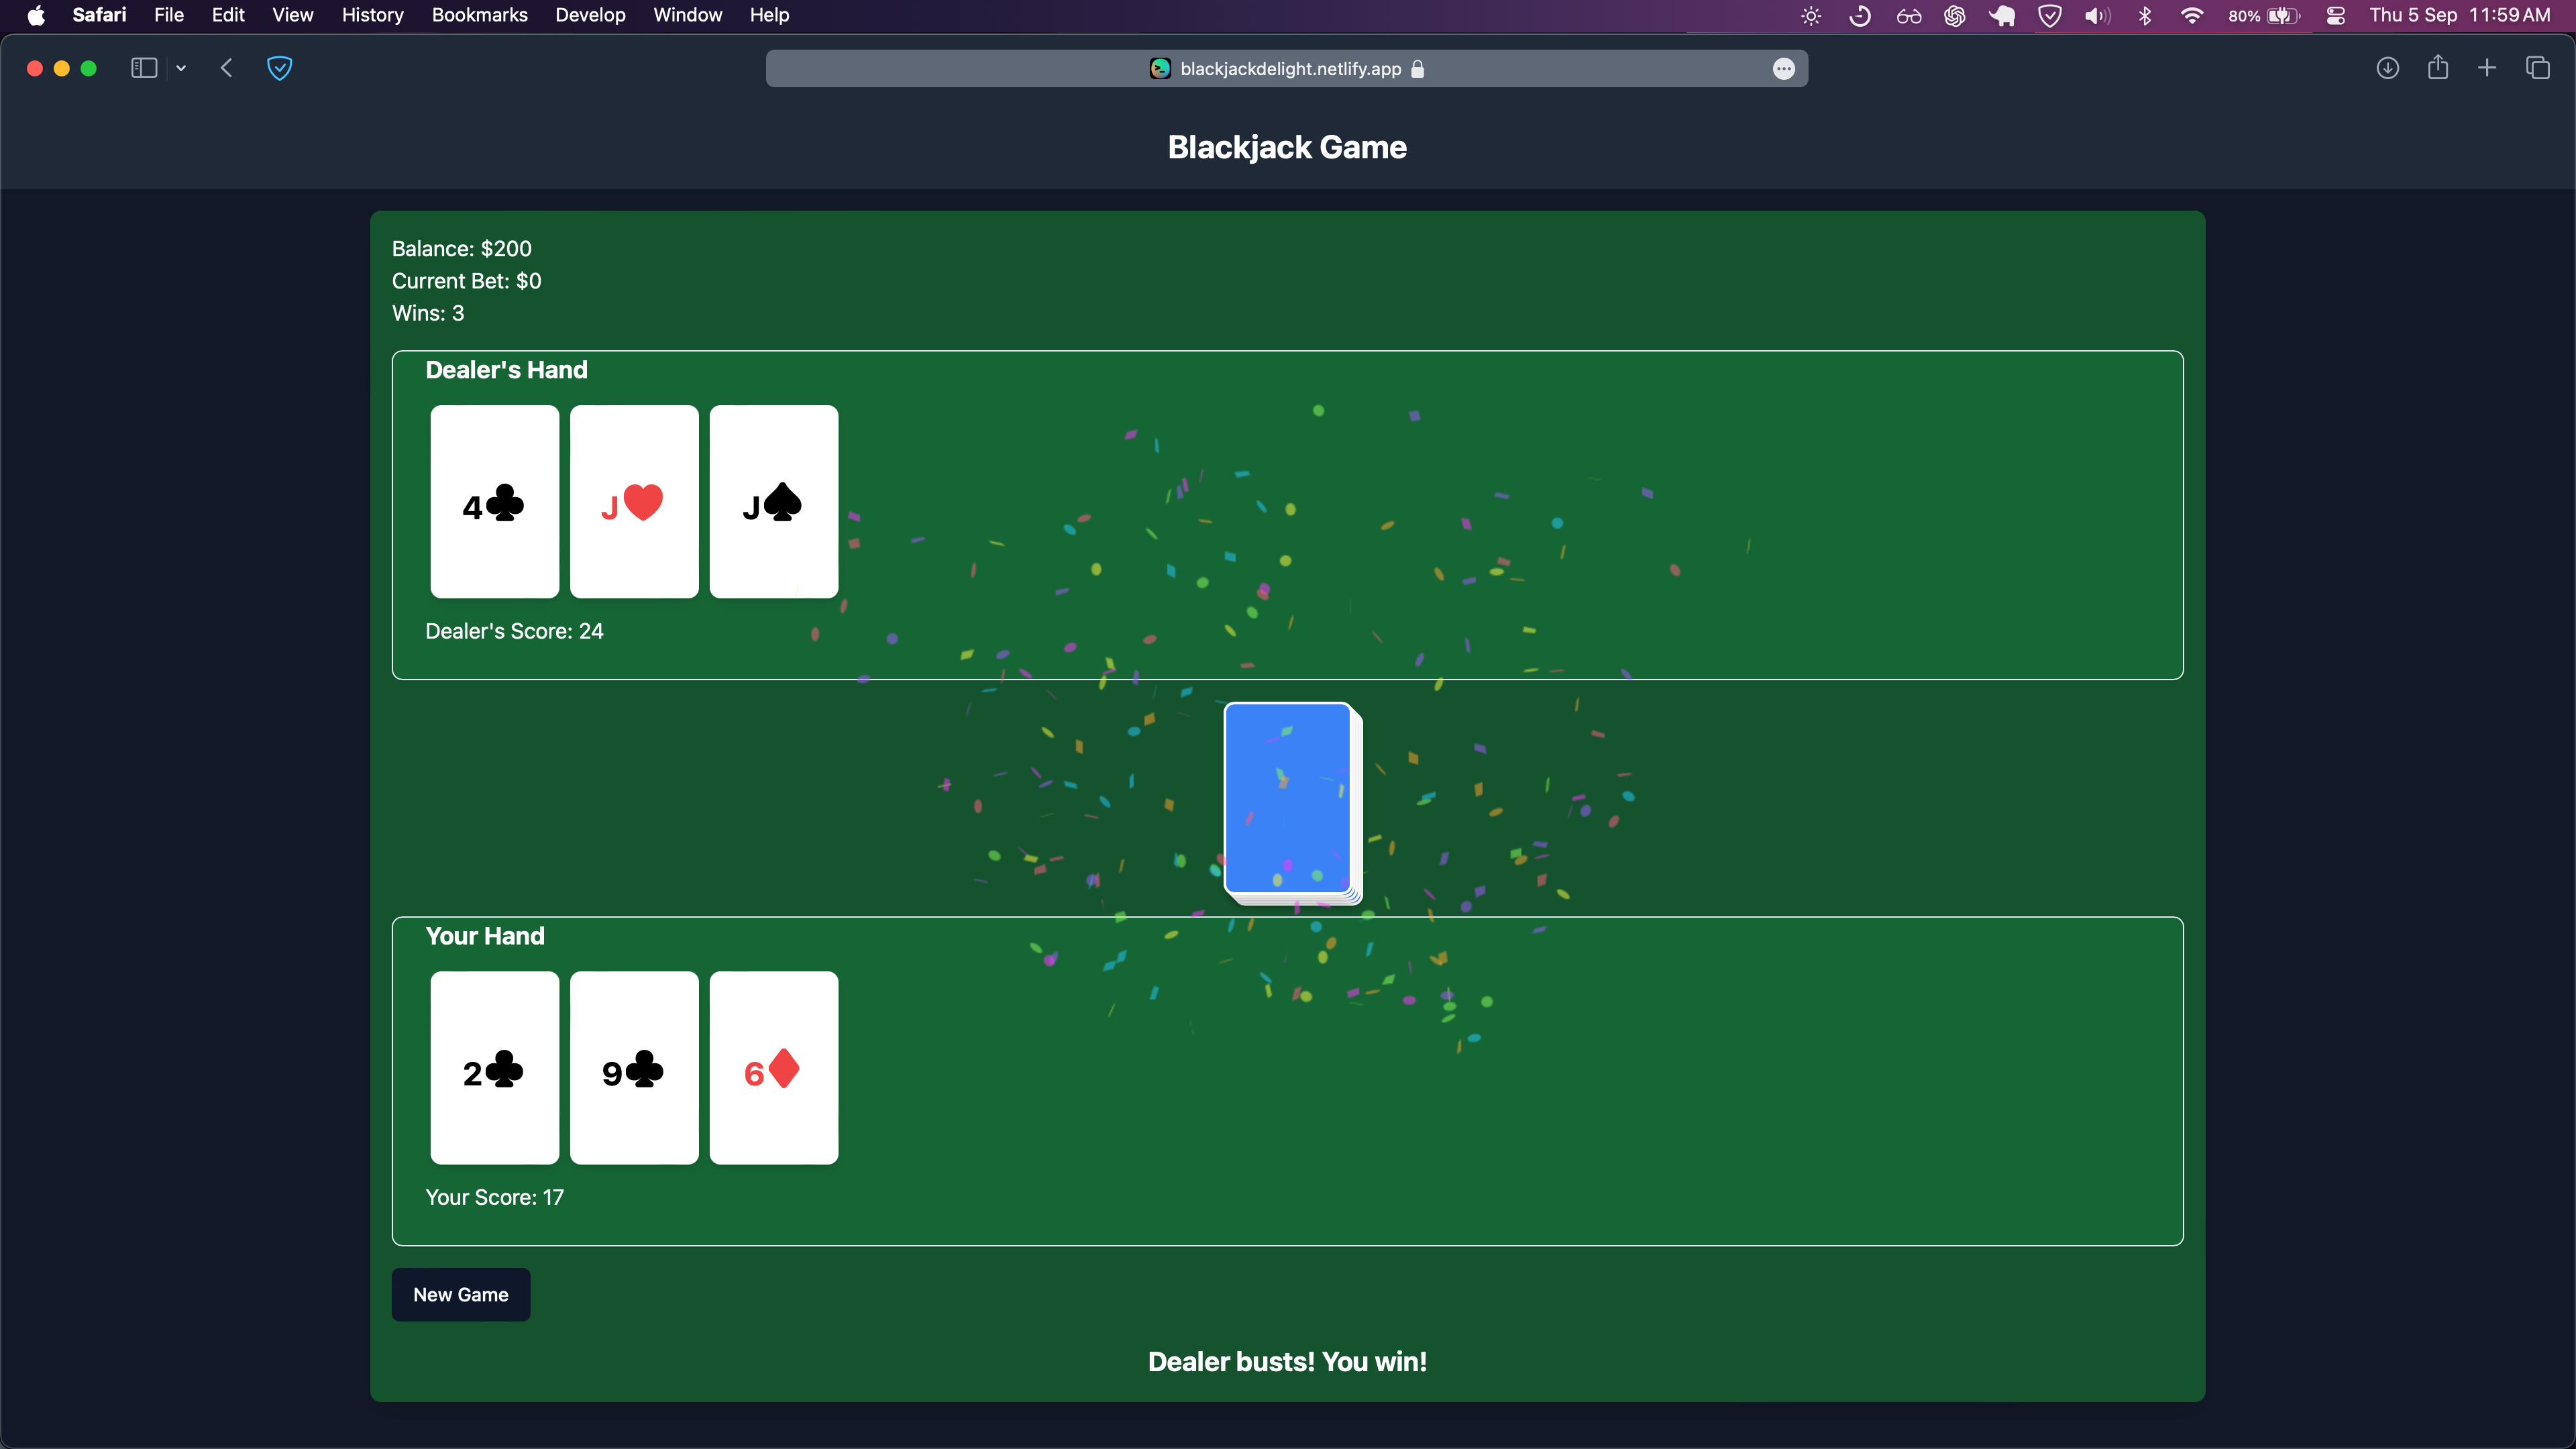 Safari File Edit View History Bookmarks Develop Window Help 80% Thu 5 Sep 11:59 AM
blackjackdelight.netlify.app
Blackjack Game
Balance: $200
Current Bet: $0
Wins: 3
Dealer's Hand
4♣ J♥ J♠
Dealer's Score: 24
Your Hand
2♣ 9♣ 6♦
Your Score: 17
New Game
Dealer busts! You win!